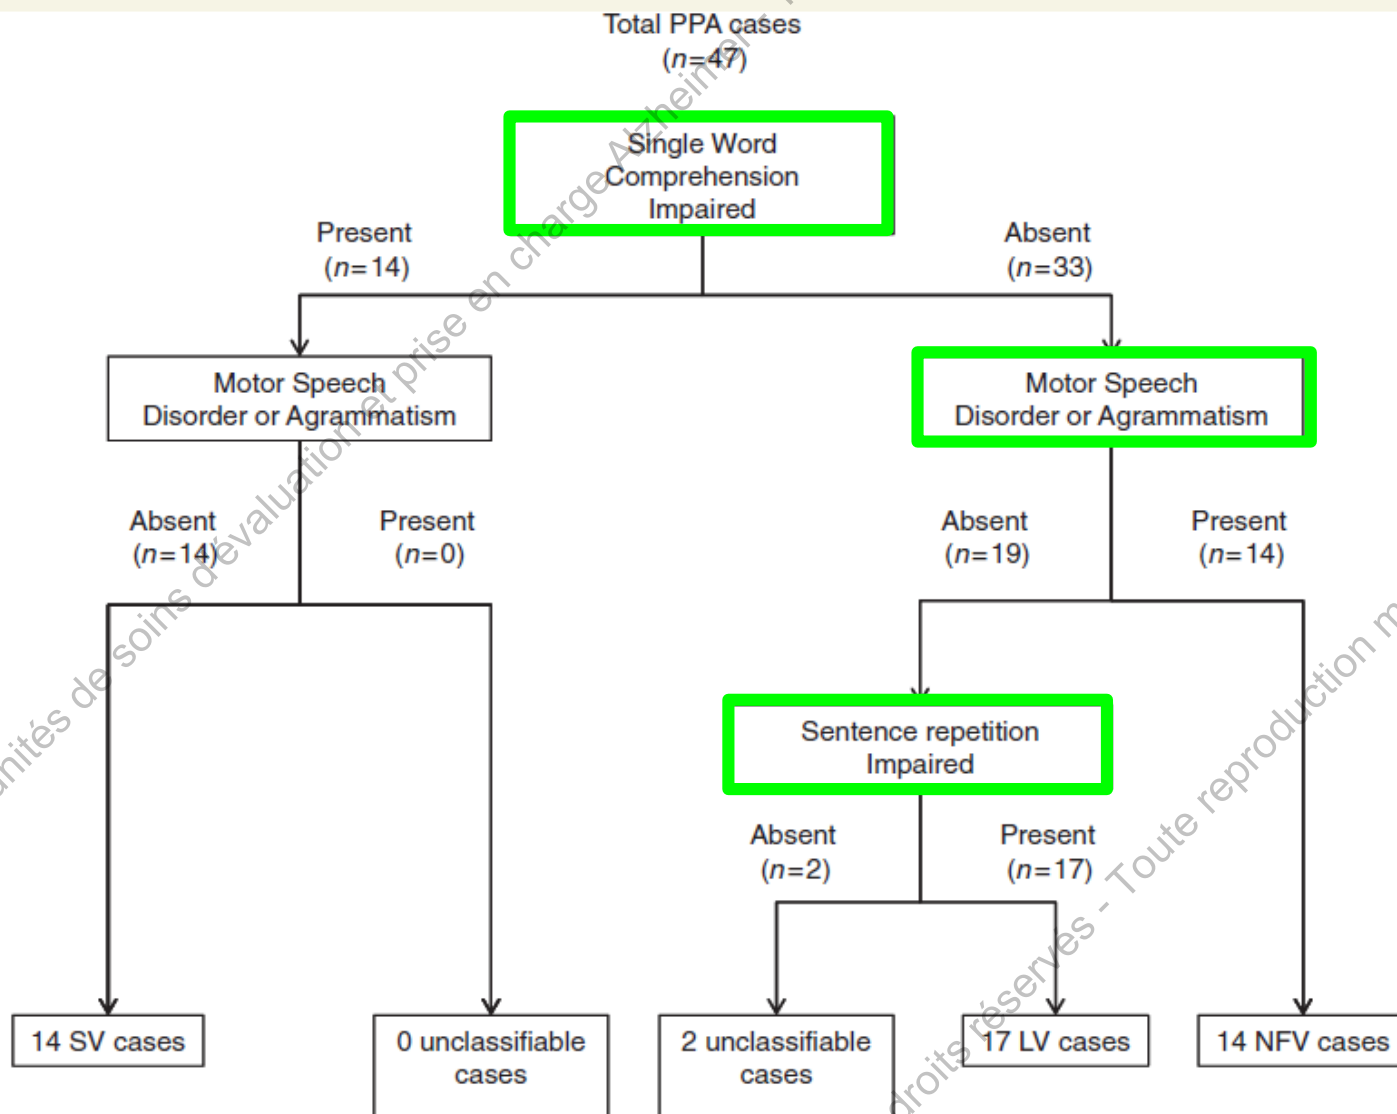 Total PPA cases
(n=47)
Single Word
Comprehension
Impaired
Present
(n=14)
Absent
(n=33)
Motor Speech
Disorder or Agrammatism
Motor Speech
Disorder or Agrammatism
Absent
(n=14)
Present
(n=0)
Absent
(n=19)
Present
(n=14)
Sentence repetition
Impaired
Absent
(n=2)
Present
(n=17)
14 SV cases
0 unclassifiable
cases
2 unclassifiable
cases
17 LV cases
14 NFV cases
de soins d'évaluation et prise en charge Alzheimer -
droits réservés - Toute reproduction